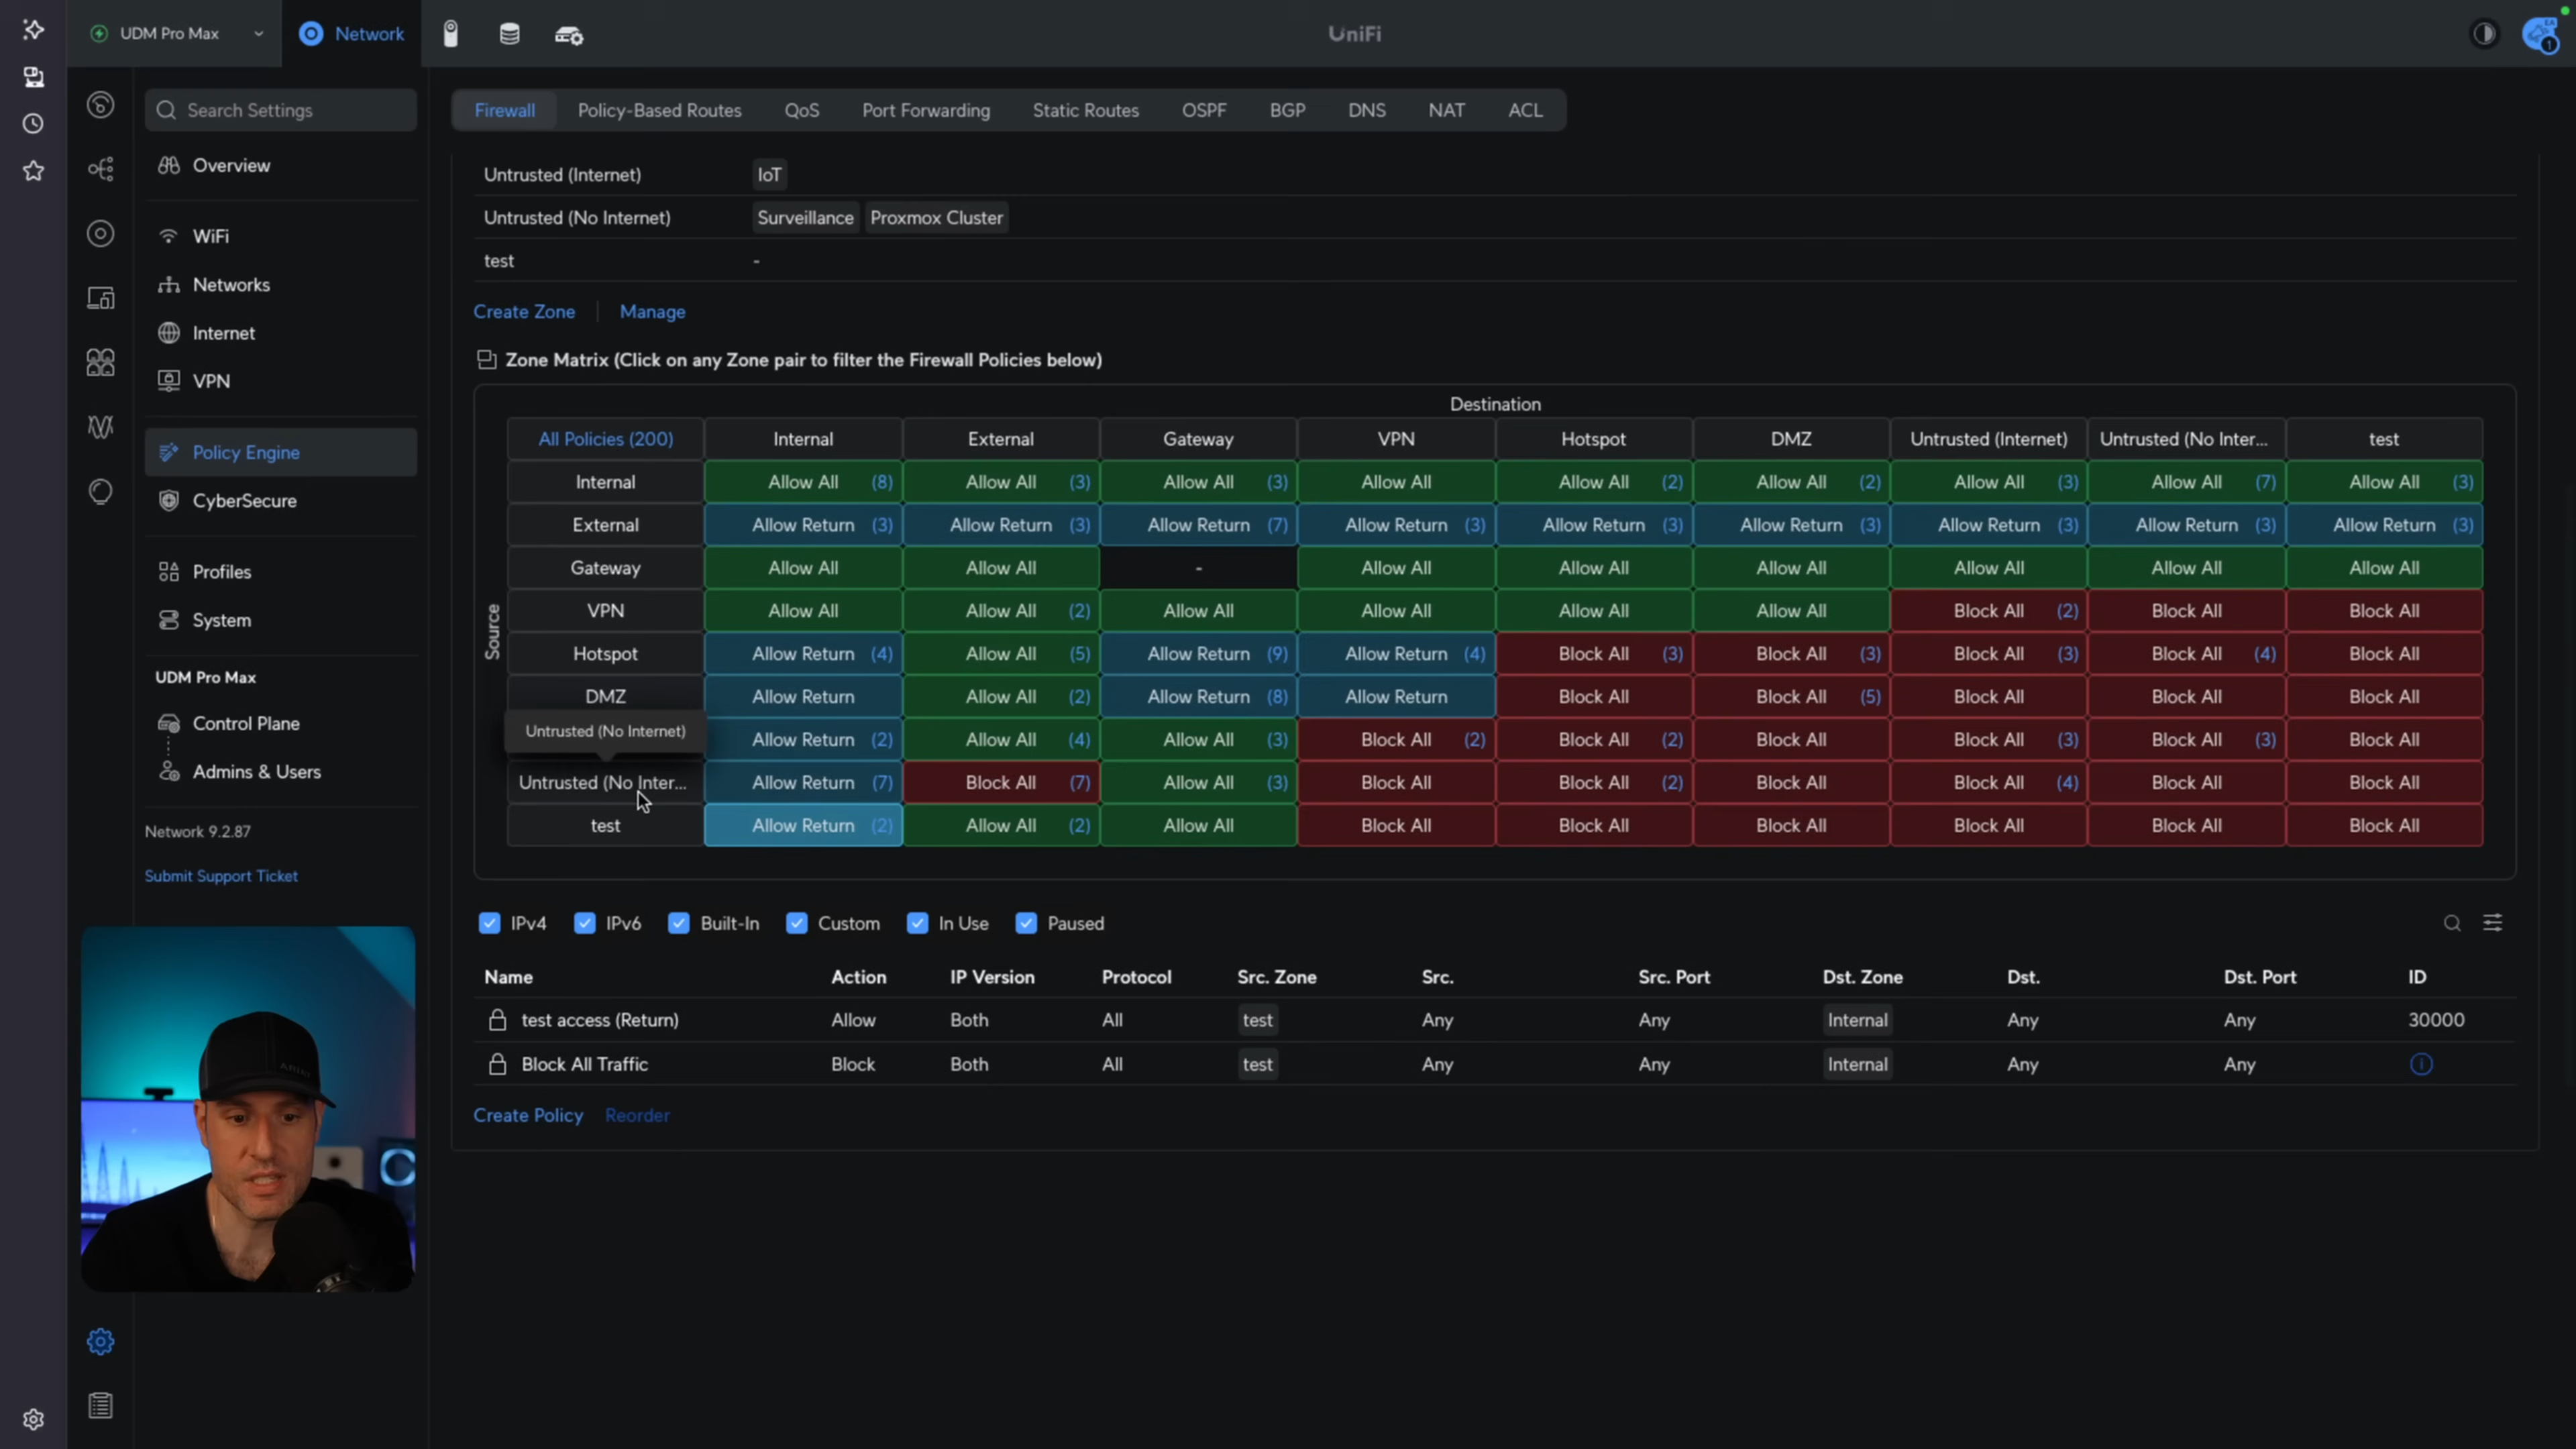 UDM Pro Max
Network
UniFi
Search Settings
Overview
WiFi
Networks
Internet
VPN
Policy Engine
CyberSecure
Profiles
System
UDM Pro Max
Control Plane
Admins & Users
Network 9.2.87
Submit Support Ticket
Firewall Policy-Based Routes QoS Port Forwarding Static Routes OSPF BGP DNS NAT ACL
Untrusted (Internet) IoT
Untrusted (No Internet) Surveillance Proxmox Cluster
test -
Create Zone Manage
Zone Matrix (Click on any Zone pair to filter the Firewall Policies below)
Destination
Source
All Policies (200) Internal External Gateway VPN Hotspot DMZ Untrusted (Internet) Untrusted (No Inter... test
Internal Allow All (8) Allow All (3) Allow All (3) Allow All Allow All (2) Allow All (2) Allow All (3) Allow All (7) Allow All (3)
External Allow Return (3) Allow Return (3) Allow Return (7) Allow Return (3) Allow Return (3) Allow Return (3) Allow Return (3) Allow Return (3) Allow Return (3)
Gateway Allow All Allow All - Allow All Allow All Allow All Allow All Allow All Allow All
VPN Allow All Allow All (2) Allow All Allow All Allow All Allow All Block All (2) Block All Block All
Hotspot Allow Return (4) Allow All (5) Allow Return (9) Allow Return (4) Block All (3) Block All (3) Block All (3) Block All (4) Block All
DMZ Allow Return Allow All (2) Allow Return (8) Allow Return Block All Block All (5) Block All Block All Block All
Untrusted (No Internet)
Allow Return (2) Allow All (4) Allow All (3) Block All (2) Block All (2) Block All Block All (3) Block All (3) Block All
Untrusted (No Inter... Allow Return (7) Block All (7) Allow All (3) Block All Block All (2) Block All Block All (4) Block All Block All
test Allow Return (2) Allow All (2) Allow All Block All Block All Block All Block All Block All Block All
IPv4 IPv6 Built-In Custom In Use Paused
Name Action IP Version Protocol Src. Zone Src. Src. Port Dst. Zone Dst. Dst. Port ID
test access (Return) Allow Both All test Any Any Internal Any Any 30000
Block All Traffic Block Both All test Any Any Internal Any Any
Create Policy Reorder